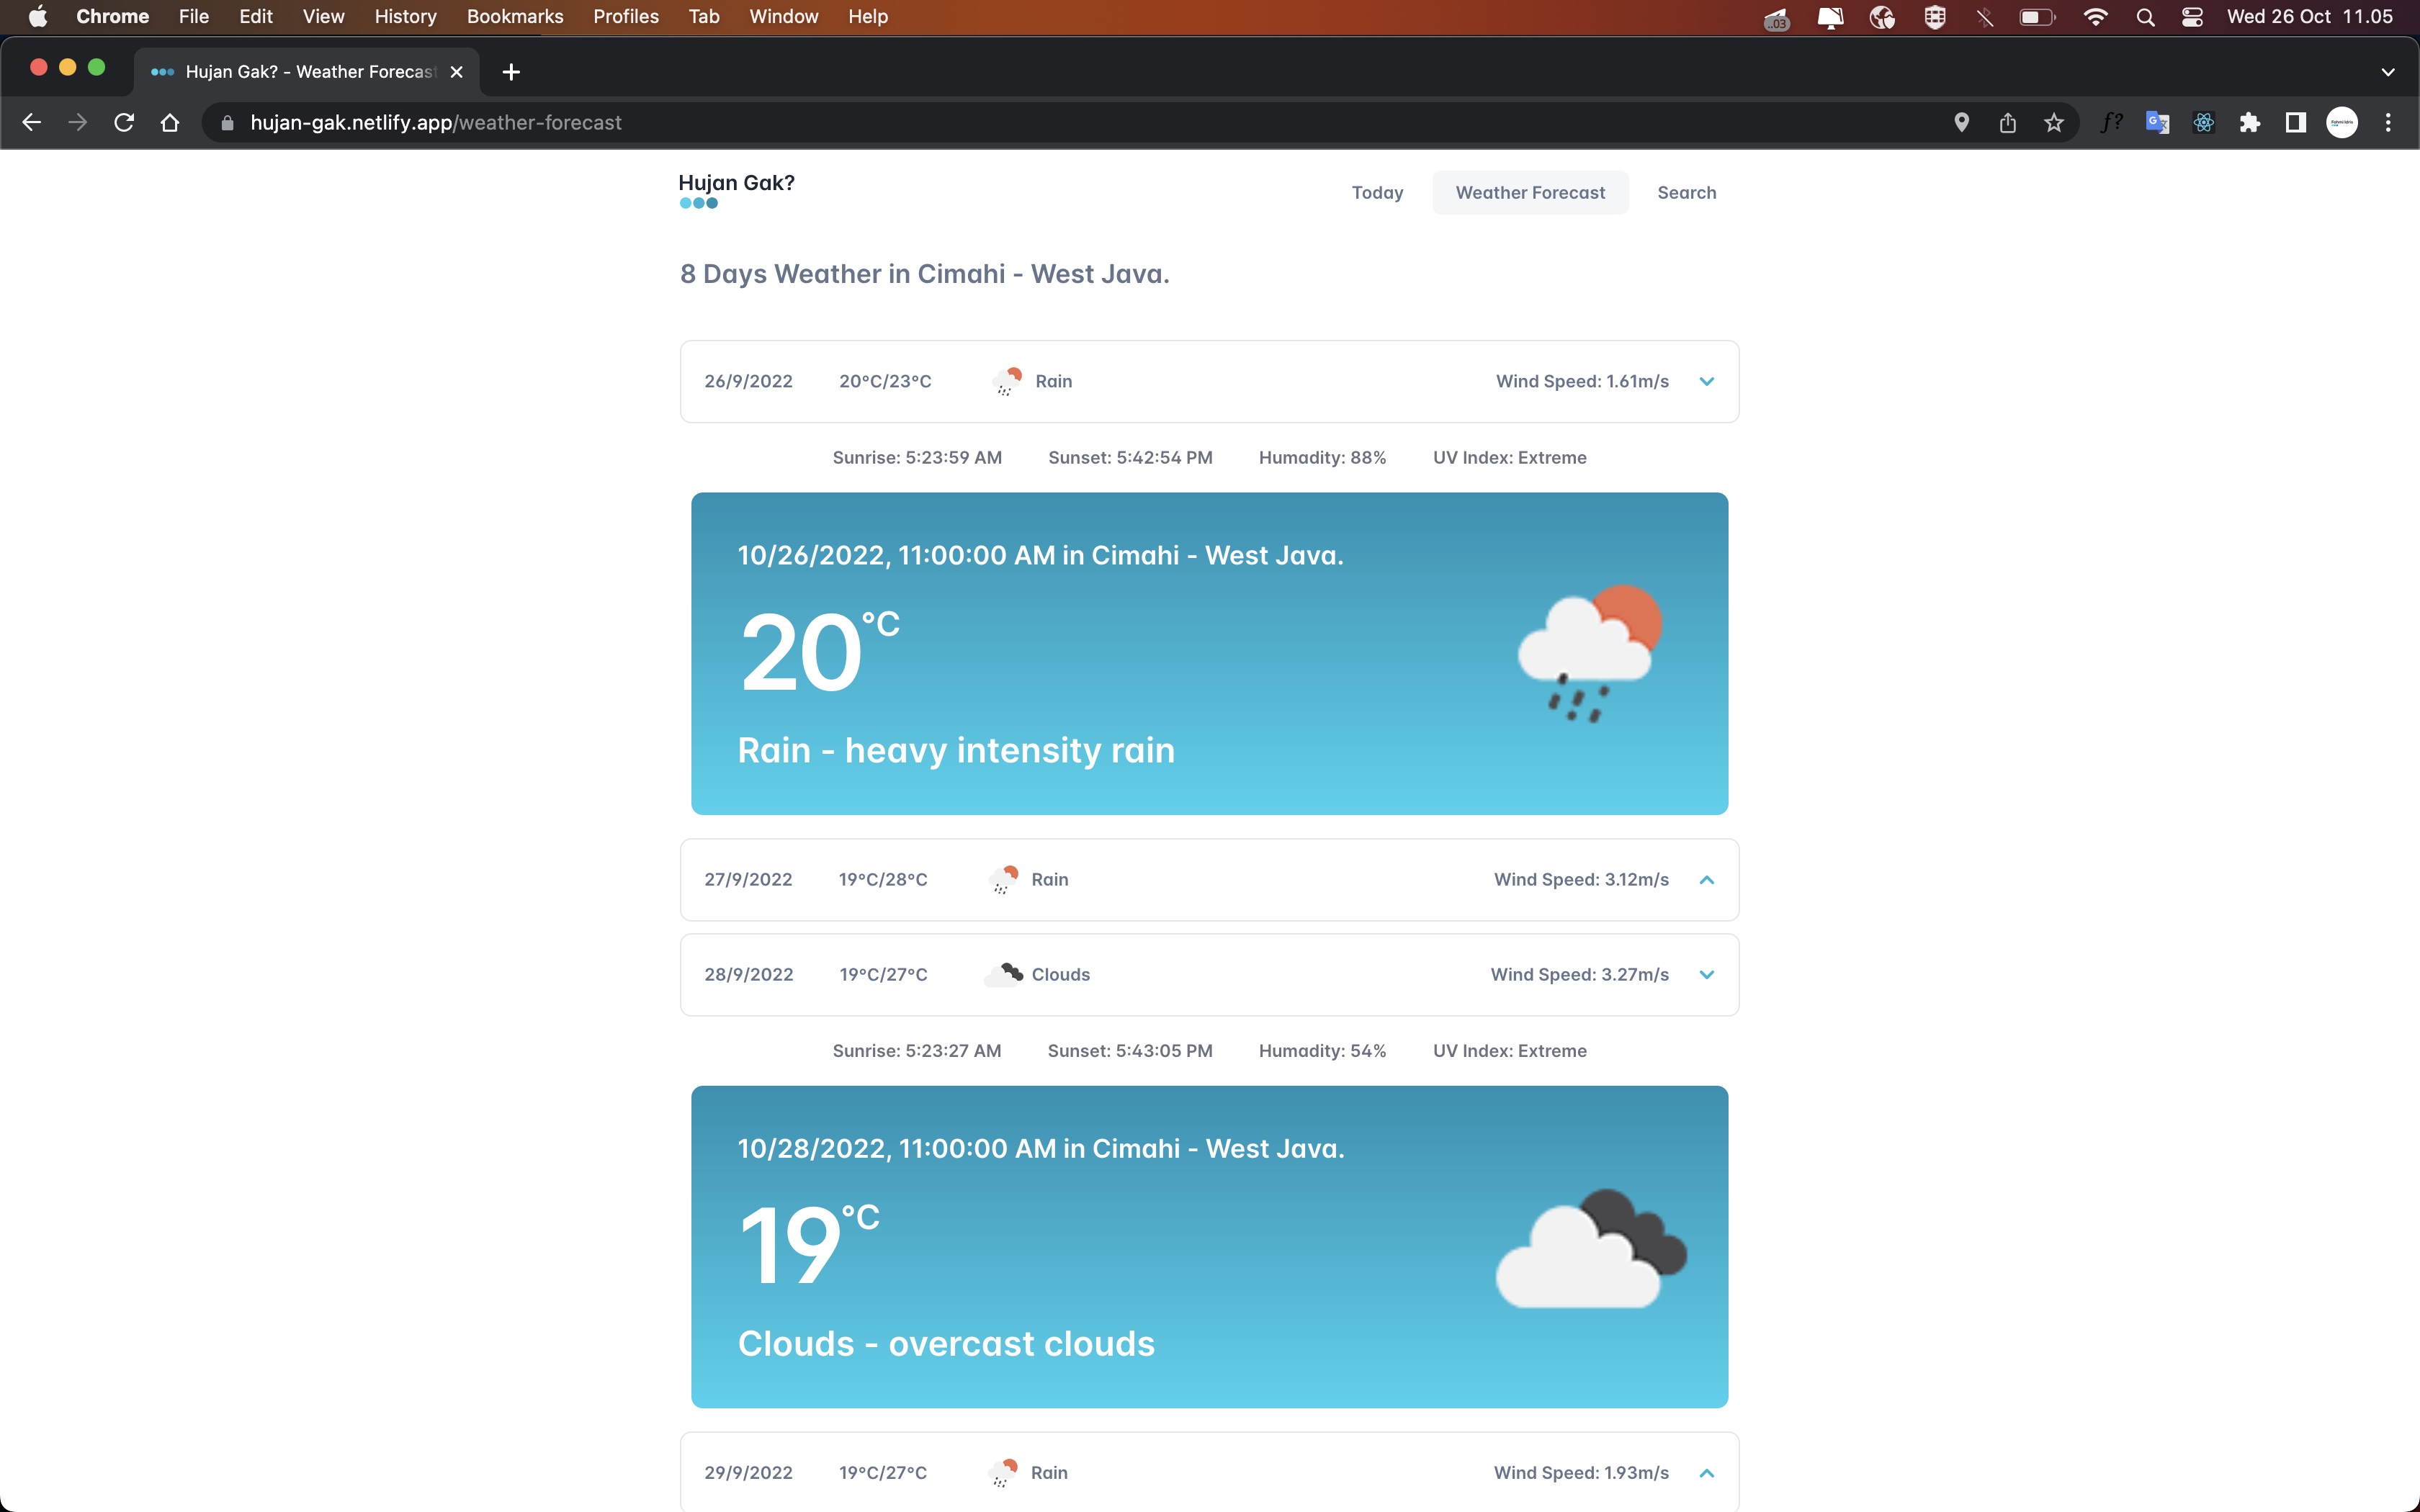 Chrome File Edit View History Bookmarks Profiles Tab Window Help .03 Wed 26 Oct 11.05
Hujan Gak? - Weather Forecast
hujan-gak.netlify.app/weather-forecast f?
Hujan Gak? Today Weather Forecast Search
8 Days Weather in Cimahi - West Java.
26/9/2022 20°C/23°C Rain Wind Speed: 1.61m/s
Sunrise: 5:23:59 AM Sunset: 5:42:54 PM Humadity: 88% UV Index: Extreme
10/26/2022, 11:00:00 AM in Cimahi - West Java.
20°C
Rain - heavy intensity rain
27/9/2022 19°C/28°C Rain Wind Speed: 3.12m/s
28/9/2022 19°C/27°C Clouds Wind Speed: 3.27m/s
Sunrise: 5:23:27 AM Sunset: 5:43:05 PM Humadity: 54% UV Index: Extreme
10/28/2022, 11:00:00 AM in Cimahi - West Java.
19°C
Clouds - overcast clouds
29/9/2022 19°C/27°C Rain Wind Speed: 1.93m/s